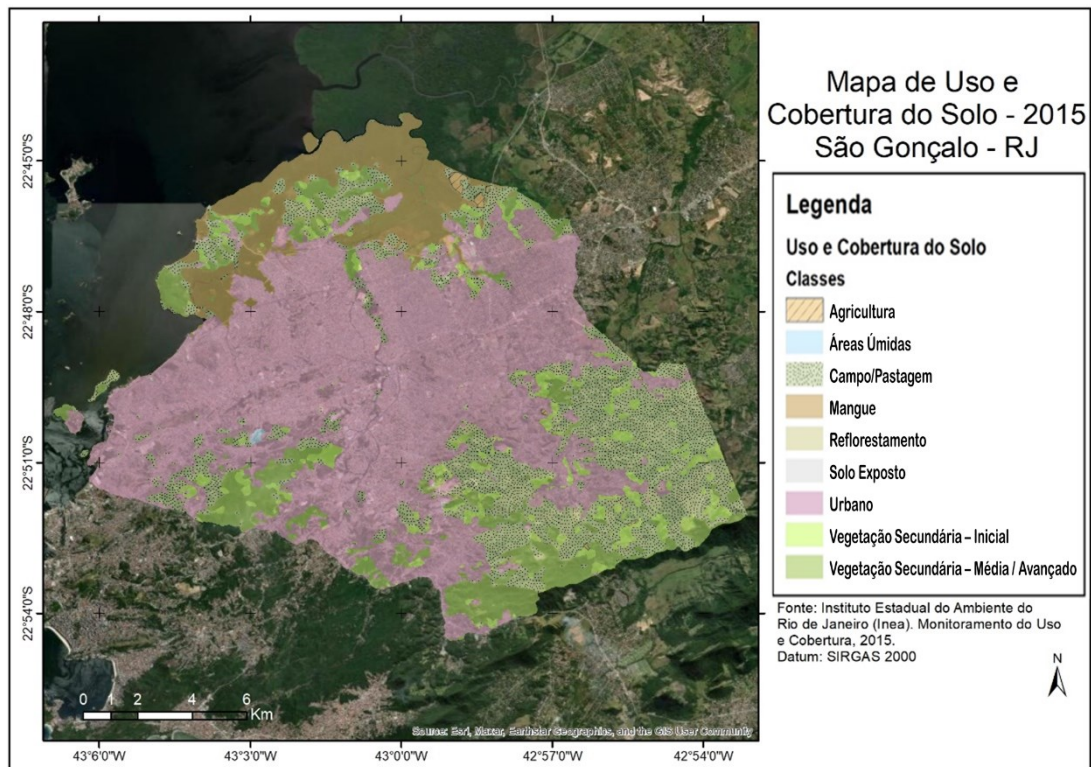 Mapa de Uso e
Cobertura do Solo - 2015
São Gonçalo - RJ
Legenda
Uso e Cobertura do Solo
Classes
Agricultura
Áreas Úmidas
Campo/Pastagem
Mangue
Reflorestamento
Solo Exposto
Urbano
Vegetação Secundária – Inicial
Vegetação Secundária – Média / Avançado
Fonte: Instituto Estadual do Ambiente do
Rio de Janeiro (Inea). Monitoramento do Uso
e Cobertura, 2015.
Datum: SIRGAS 2000
N
22°45'0"S
22°48'0"S
22°51'0"S
22°54'0"S
0 1 2 4 6
Km
Source: Esri, Maxar, Earthstar Geographics, and the GIS User Community
43°6'0"W 43°3'0"W 43°0'0"W 42°57'0"W 42°54'0"W